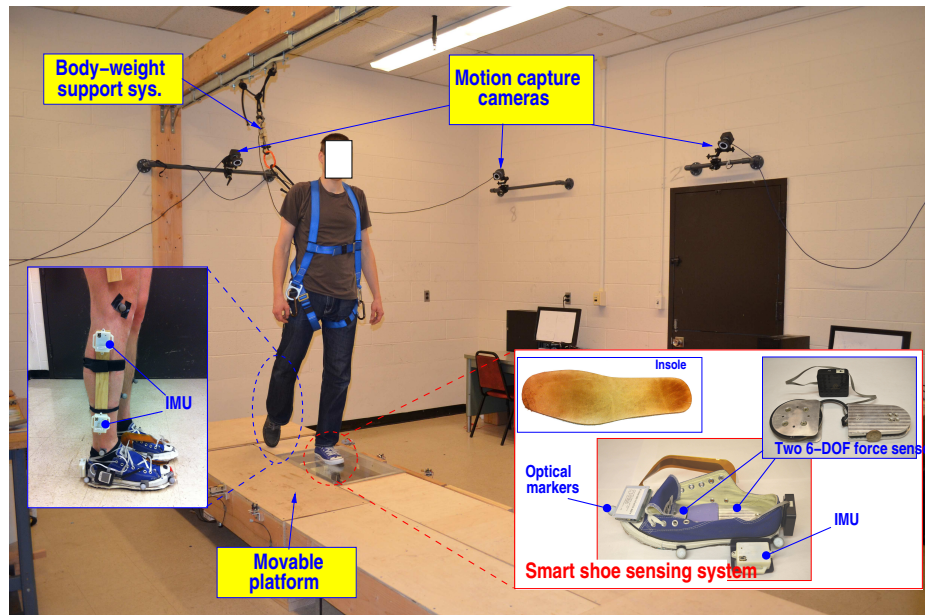 Body−weight
support sys.
Motion capture
cameras
IMU
Insole
Two 6−DOF force sens
Optical
markers
IMU
Movable
platform
Smart shoe sensing system